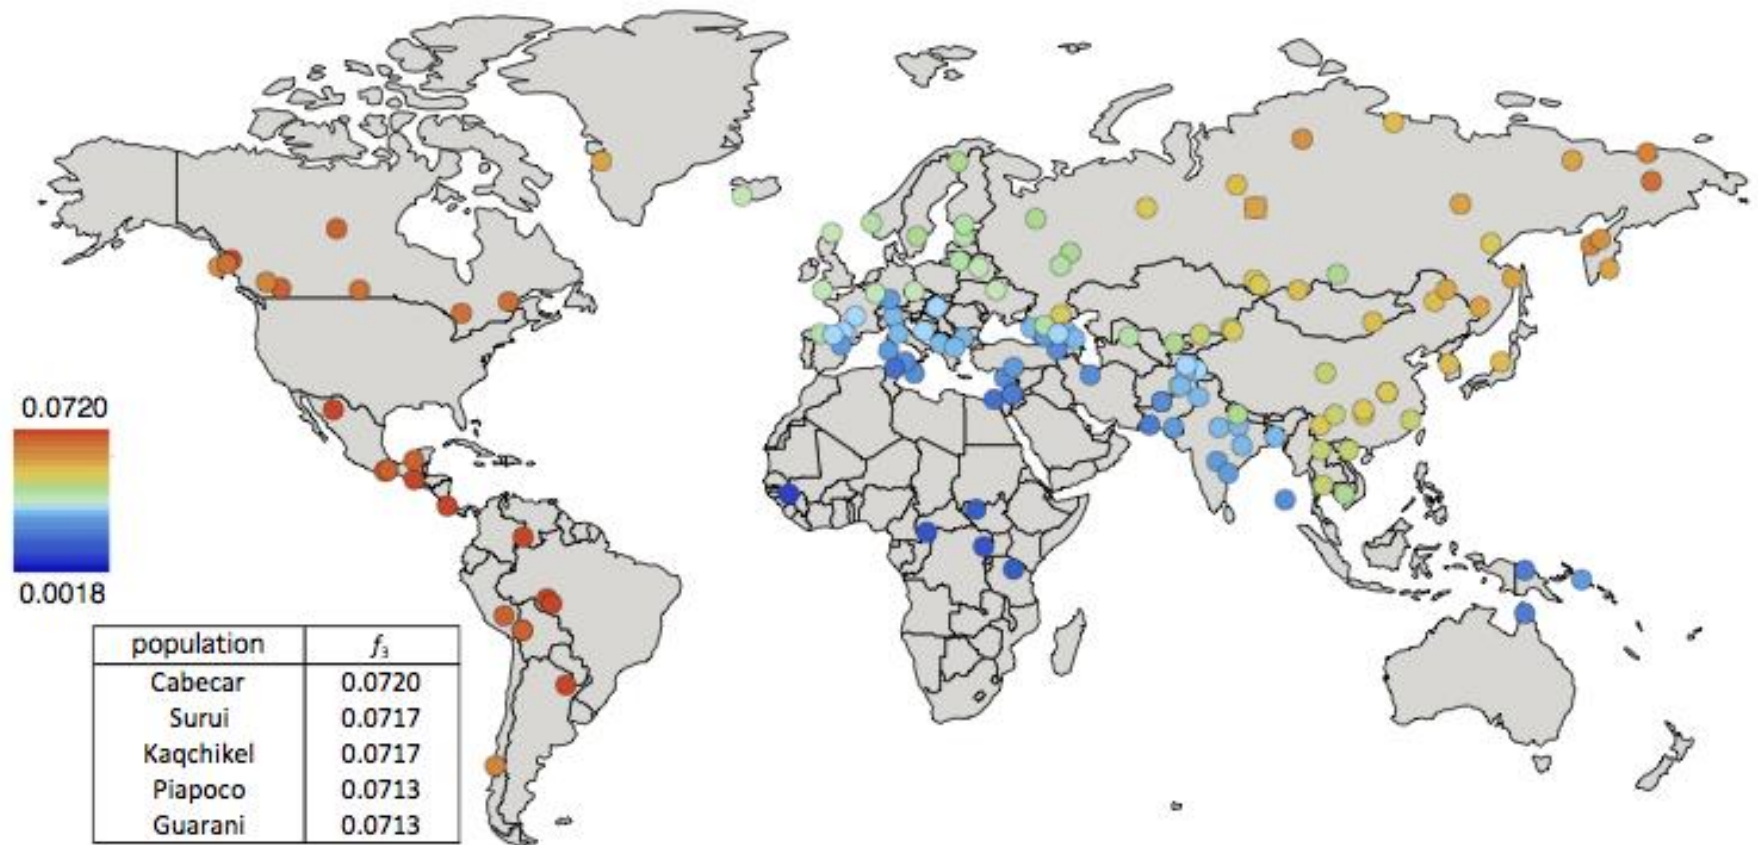 0.0720
0.0018
population f₃
Cabecar 0.0720
Surui 0.0717
Kaqchikel 0.0717
Piapoco 0.0713
Guarani 0.0713